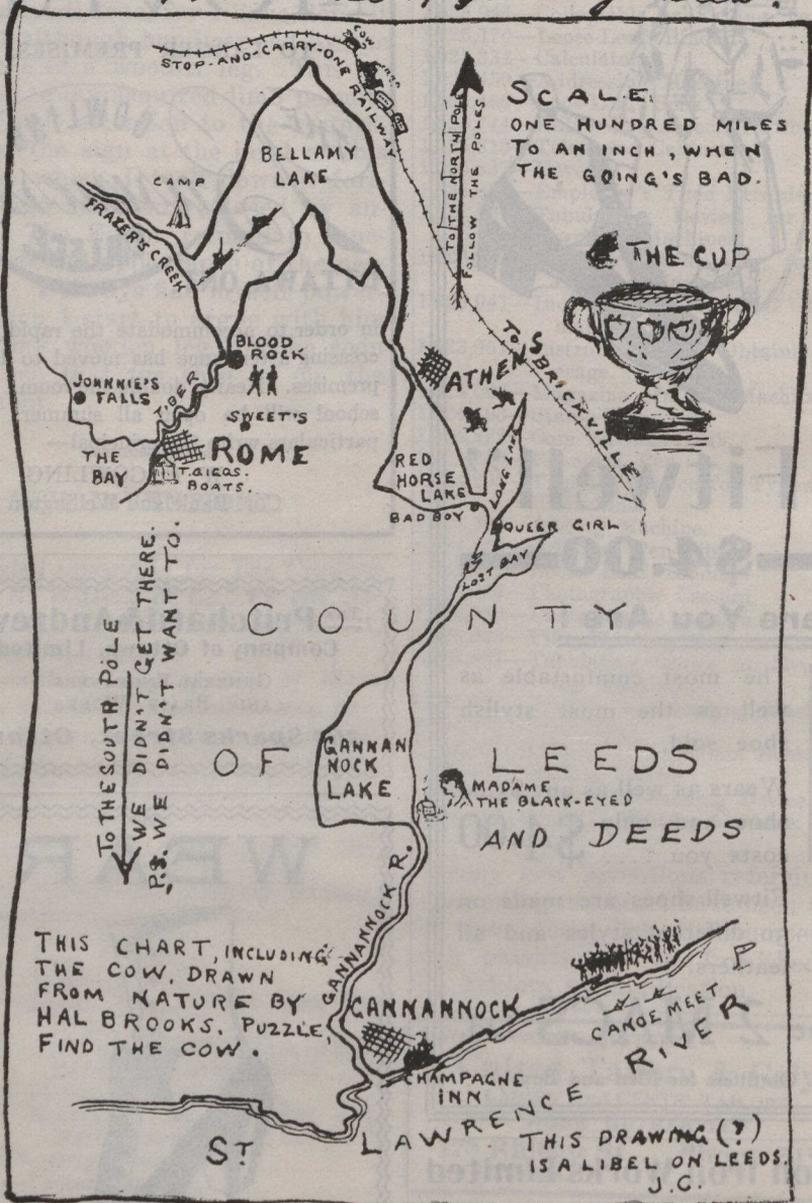 COW
STOP-AND-CARRY-ONE RAILWAY
TO THE NORTH POLE
FOLLOW THE POLES
SCALE.
ONE HUNDRED MILES
TO AN INCH, WHEN
THE GOING'S BAD.
BELLAMY
LAKE
CAMP
FRAZER'S CREEK
THE CUP
BLOOD
ROCK
TO BRICKVILLE
ATHENS
JOHNNIE'S
FALLS
TIBER
SWEET'S
ROME
THE
BAY
BOATS.
RED
HORSE
LAKE
LONG LAKE
BAD BOY
QUEER GIRL
LOST BAY
COUNTY
OF LEEDS
AND DEEDS
TO THE SOUTH POLE
WE DIDN'T GET THERE.
P.S. WE DIDN'T WANT TO.
GANNAN
NOCK
LAKE
MADAME
THE BLACK-EYED
GANNANNOCK R.
THIS CHART, INCLUDING
THE COW, DRAWN
FROM NATURE BY
HAL BROOKS. PUZZLE,
FIND THE COW.
GANNANNOCK
CANOE MEET
CHAMPAGNE
INN
ST. LAWRENCE RIVER
THIS DRAWING (?)
IS A LIBEL ON LEEDS.
J.C.